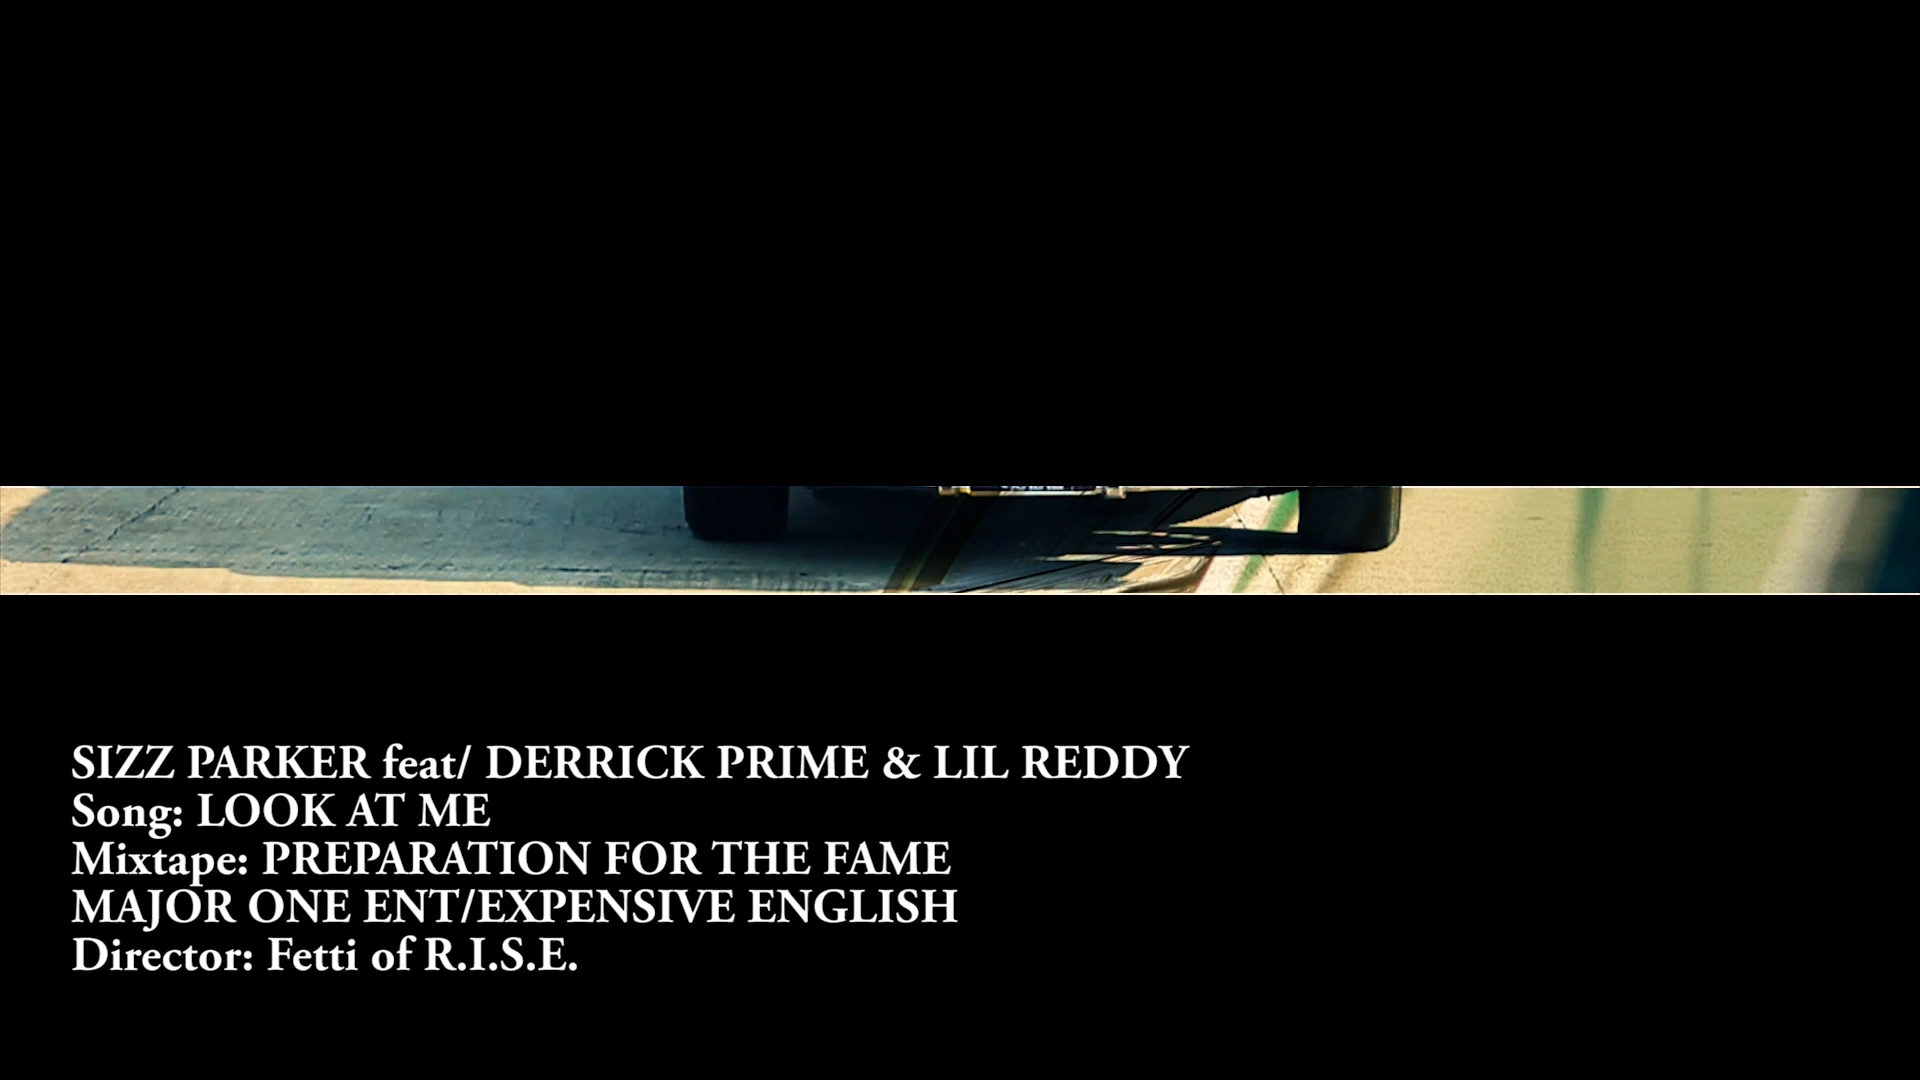 SIZZ PARKER feat/ DERRICK PRIME & LIL REDDY
Song: LOOK AT ME
Mixtape: PREPARATION FOR THE FAME
MAJOR ONE ENT/EXPENSIVE ENGLISH
Director: Fetti of R.I.S.E.